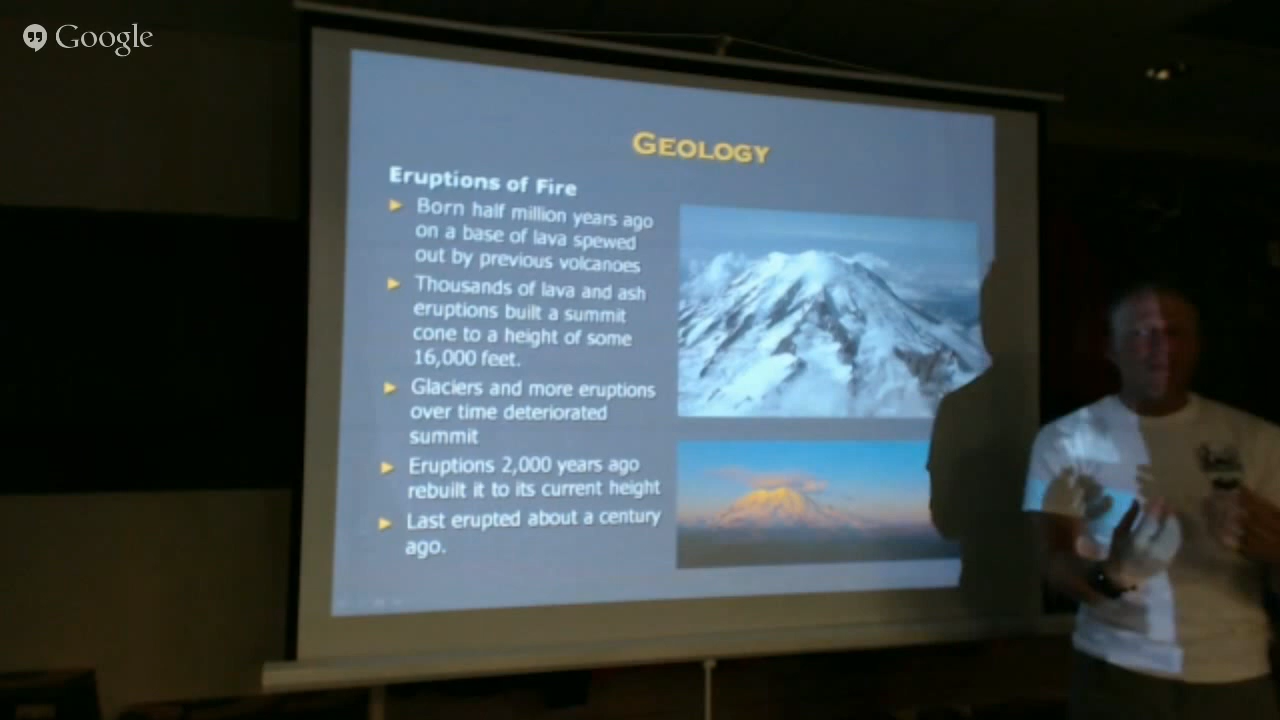 Google
GEOLOGY
Eruptions of Fire
Born half million years ago
on a base of lava spewed
out by previous volcanoes
Thousands of lava and ash
eruptions built a summit
cone to a height of some
16,000 feet.
Glaciers and more eruptions
over time deteriorated
summit
Eruptions 2,000 years ago
rebuilt it to its current height
Last erupted about a century
ago.